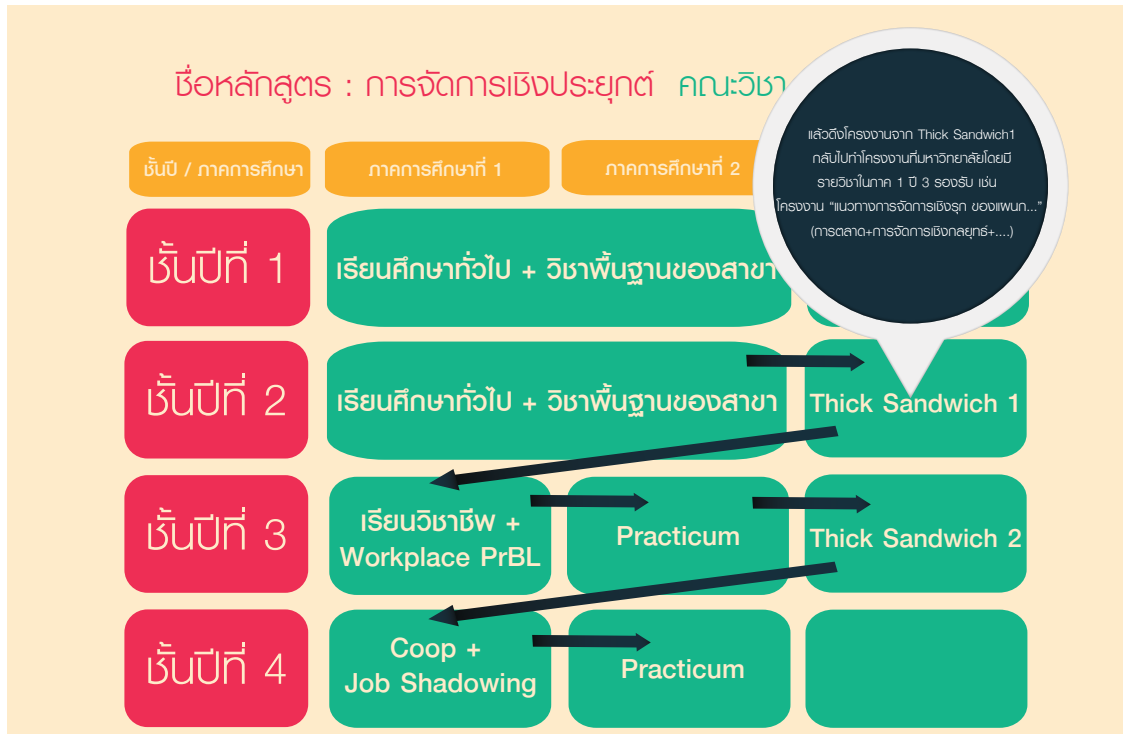 ชื่อหลักสูตร : การจัดการเชิงประยุกต์ คณะวิชา
แล้วดึงโครงงานจาก Thick Sandwich1
กลับไปทำโครงงานที่มหาวิทยาลัยโดยมี
รายวิชาในภาค 1 ปี 3 รองรับ เช่น
โครงงาน “แนวทางการจัดการเชิงรุก ของแผนก...”
(การตลาด+การจัดการเชิงกลยุทธ์+....)
ชั้นปี / ภาคการศึกษา
ภาคการศึกษาที่ 1
ภาคการศึกษาที่ 2
ชั้นปีที่ 1
เรียนศึกษาทั่วไป + วิชาพื้นฐานของสาขา
ชั้นปีที่ 2
เรียนศึกษาทั่วไป + วิชาพื้นฐานของสาขา
Thick Sandwich 1
ชั้นปีที่ 3
เรียนวิชาชีพ +
Workplace PrBL
Practicum
Thick Sandwich 2
ชั้นปีที่ 4
Coop +
Job Shadowing
Practicum